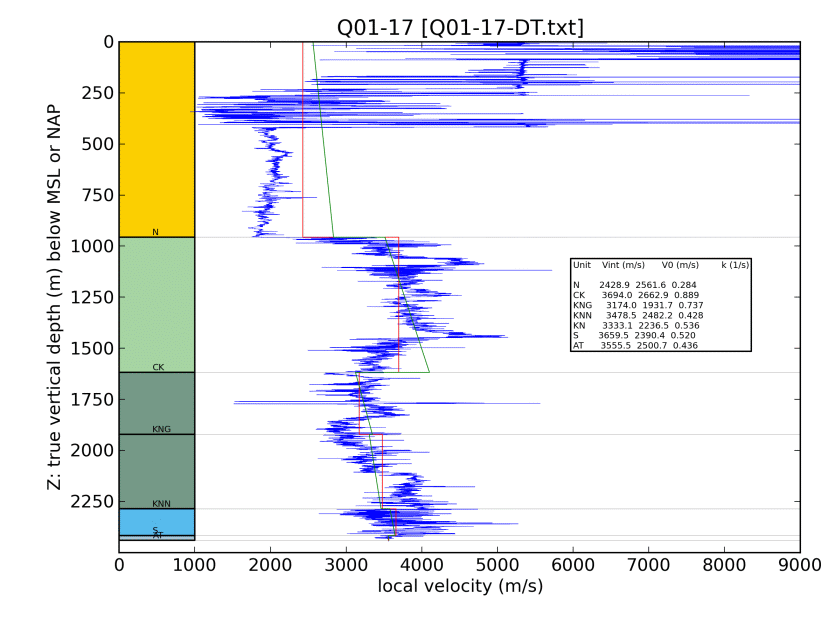 Q01-17 [Q01-17-DT.txt]
Z: true vertical depth (m) below MSL or NAP
0
250
500
750
1000
1250
1500
1750
2000
2250
N
CK
KNG
KNN
S
AT
Unit Vint (m/s) V0 (m/s) k (1/s)
N 2428.9 2561.6 0.284
CK 3694.0 2662.9 0.889
KNG 3174.0 1931.7 0.737
KNN 3478.5 2482.2 0.428
KN 3333.1 2236.5 0.536
S 3659.5 2390.4 0.520
AT 3555.5 2500.7 0.436
0 1000 2000 3000 4000 5000 6000 7000 8000 9000
local velocity (m/s)